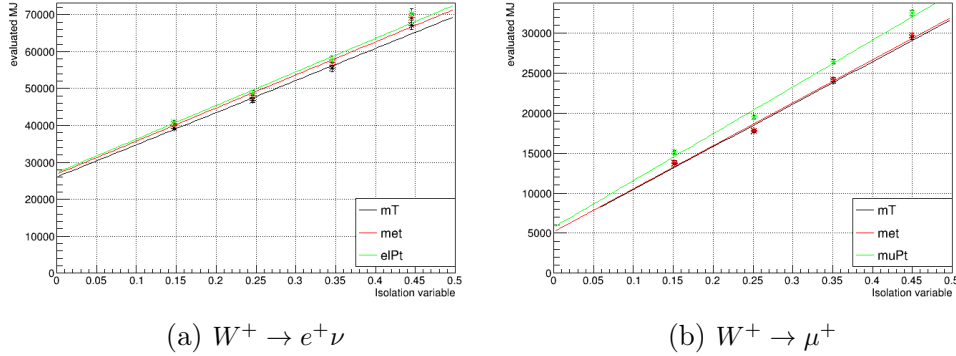 evaluated MJ
70000
60000
50000
40000
30000
20000
10000
0
0 0.05 0.1 0.15 0.2 0.25 0.3 0.35 0.4 0.45 0.5
Isolation variable
mT
met
elPt
(a) W⁺ → e⁺ν
evaluated MJ
30000
25000
20000
15000
10000
5000
0
0 0.05 0.1 0.15 0.2 0.25 0.3 0.35 0.4 0.45 0.5
Isolation variable
mT
met
muPt
(b) W⁺ → μ⁺